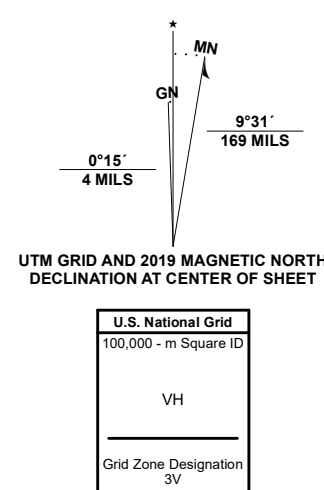 ★
MN
GN
9°31´
169 MILS
0°15´
4 MILS
UTM GRID AND 2019 MAGNETIC NORTH
DECLINATION AT CENTER OF SHEET
U.S. National Grid
100,000 - m Square ID
VH
Grid Zone Designation
3V